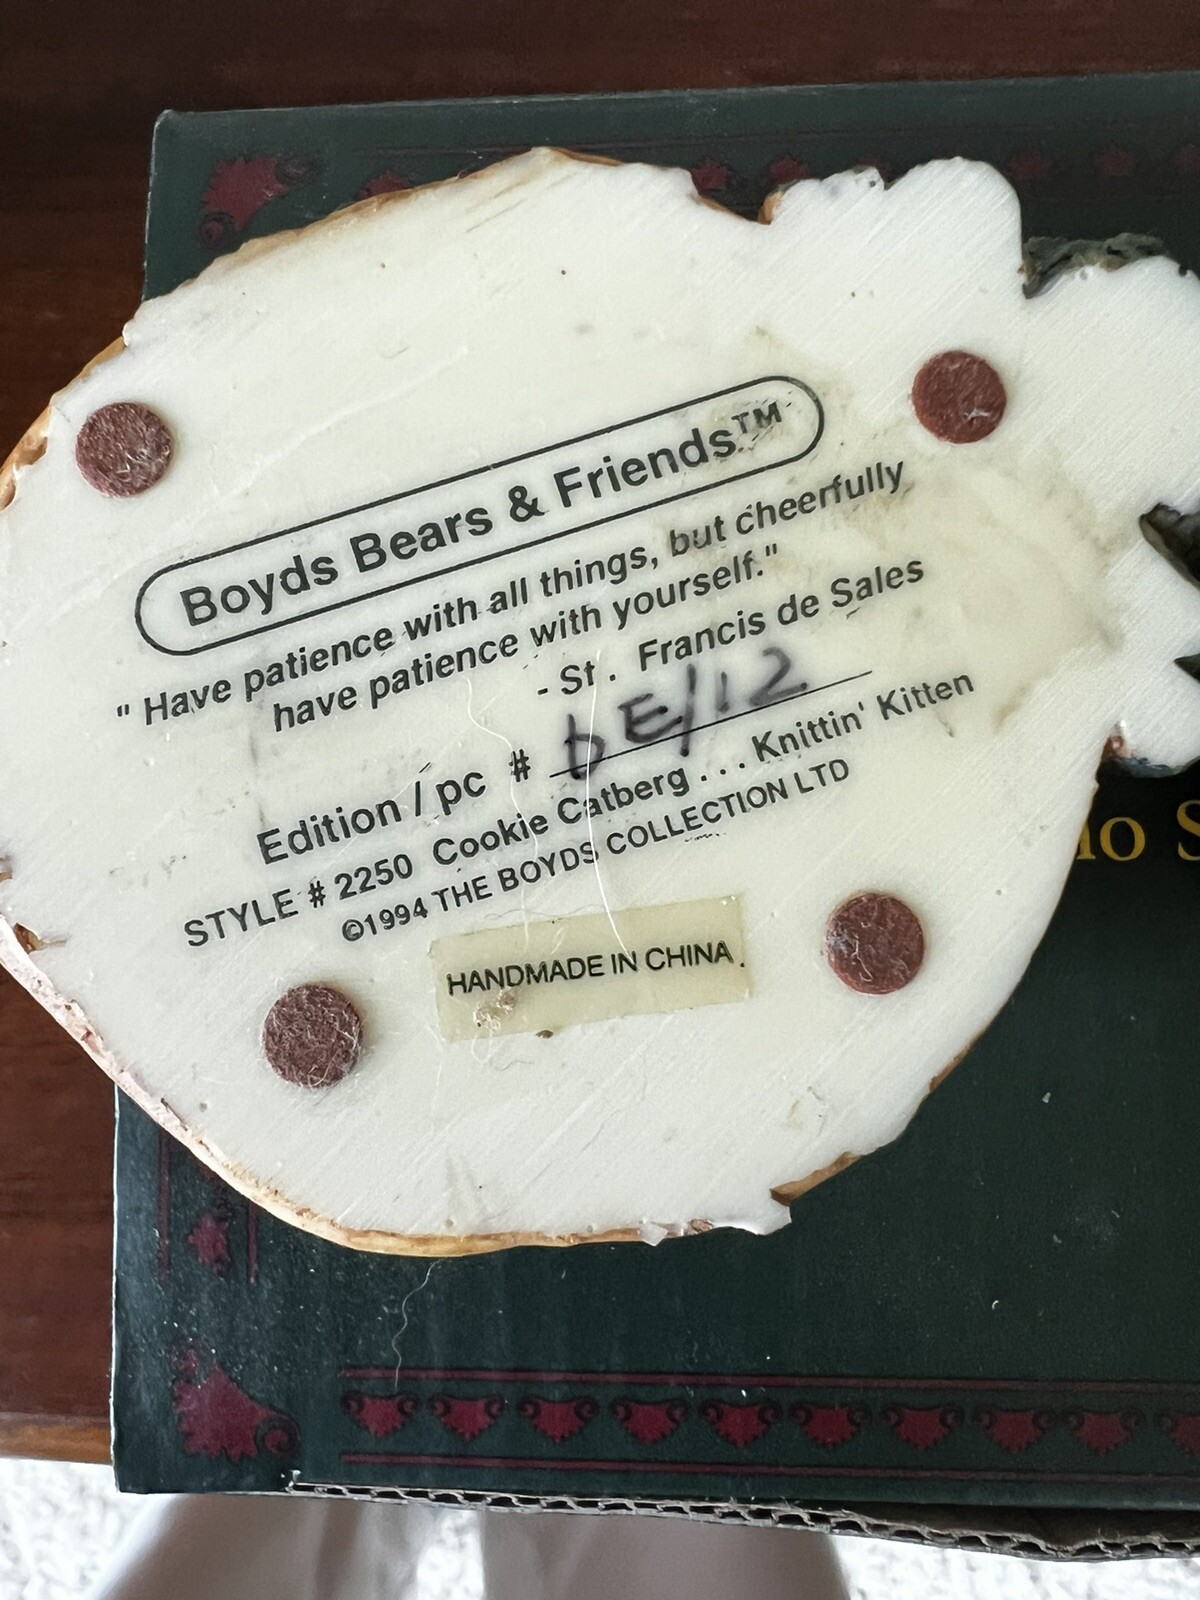 Boyds Bears & Friends™
" Have patience with all things, but cheerfully
have patience with yourself."
- St. Francis de Sales
Edition / pc # 6E/12
STYLE # 2250 Cookie Catberg . . . Knittin' Kitten
©1994 THE BOYDS COLLECTION LTD
HANDMADE IN CHINA